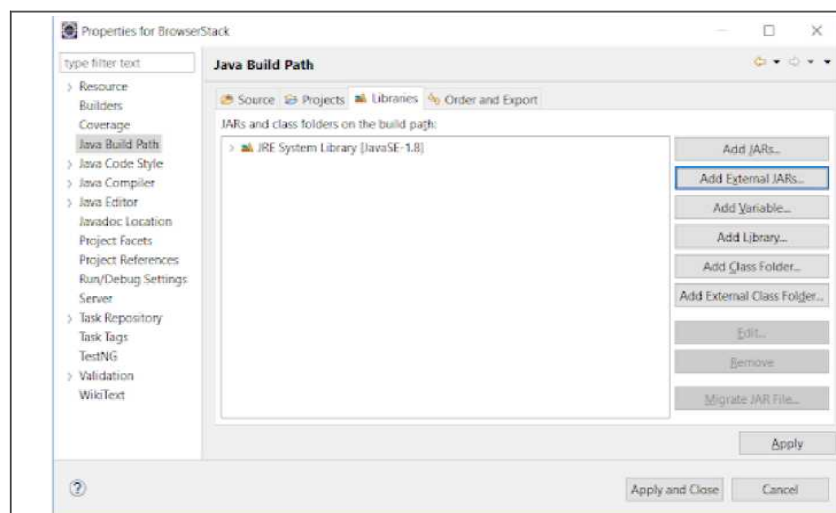 Properties for BrowserStack
type filter text
Resource
Builders
Coverage
Java Build Path
Java Code Style
Java Compiler
Java Editor
Javadoc Location
Project Facets
Project References
Run/Debug Settings
Server
Task Repository
Task Tags
TestNG
Validation
WikiText
Java Build Path
Source Projects Libraries Order and Export
JARs and class folders on the build path:
JRE System Library [JavaSE-1.8]
Add JARs...
Add External JARs...
Add Variable...
Add Library...
Add Class Folder...
Add External Class Folder...
Edit...
Remove
Migrate JAR File...
Apply
Apply and Close Cancel